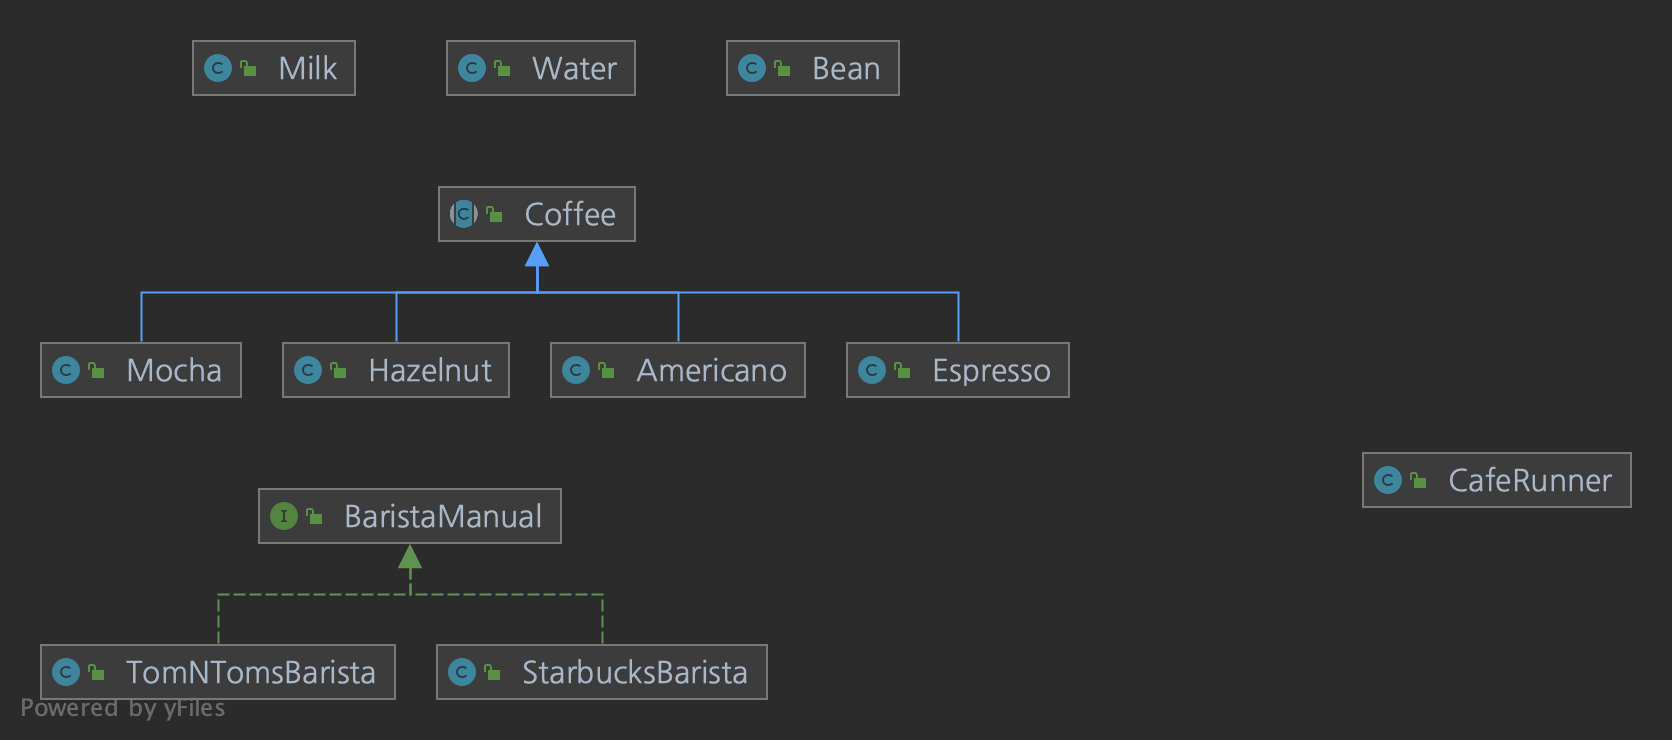 Milk
Water
Bean
Coffee
Mocha
Hazelnut
Americano
Espresso
CafeRunner
BaristaManual
TomNTomsBarista
StarbucksBarista
Powered by yFiles